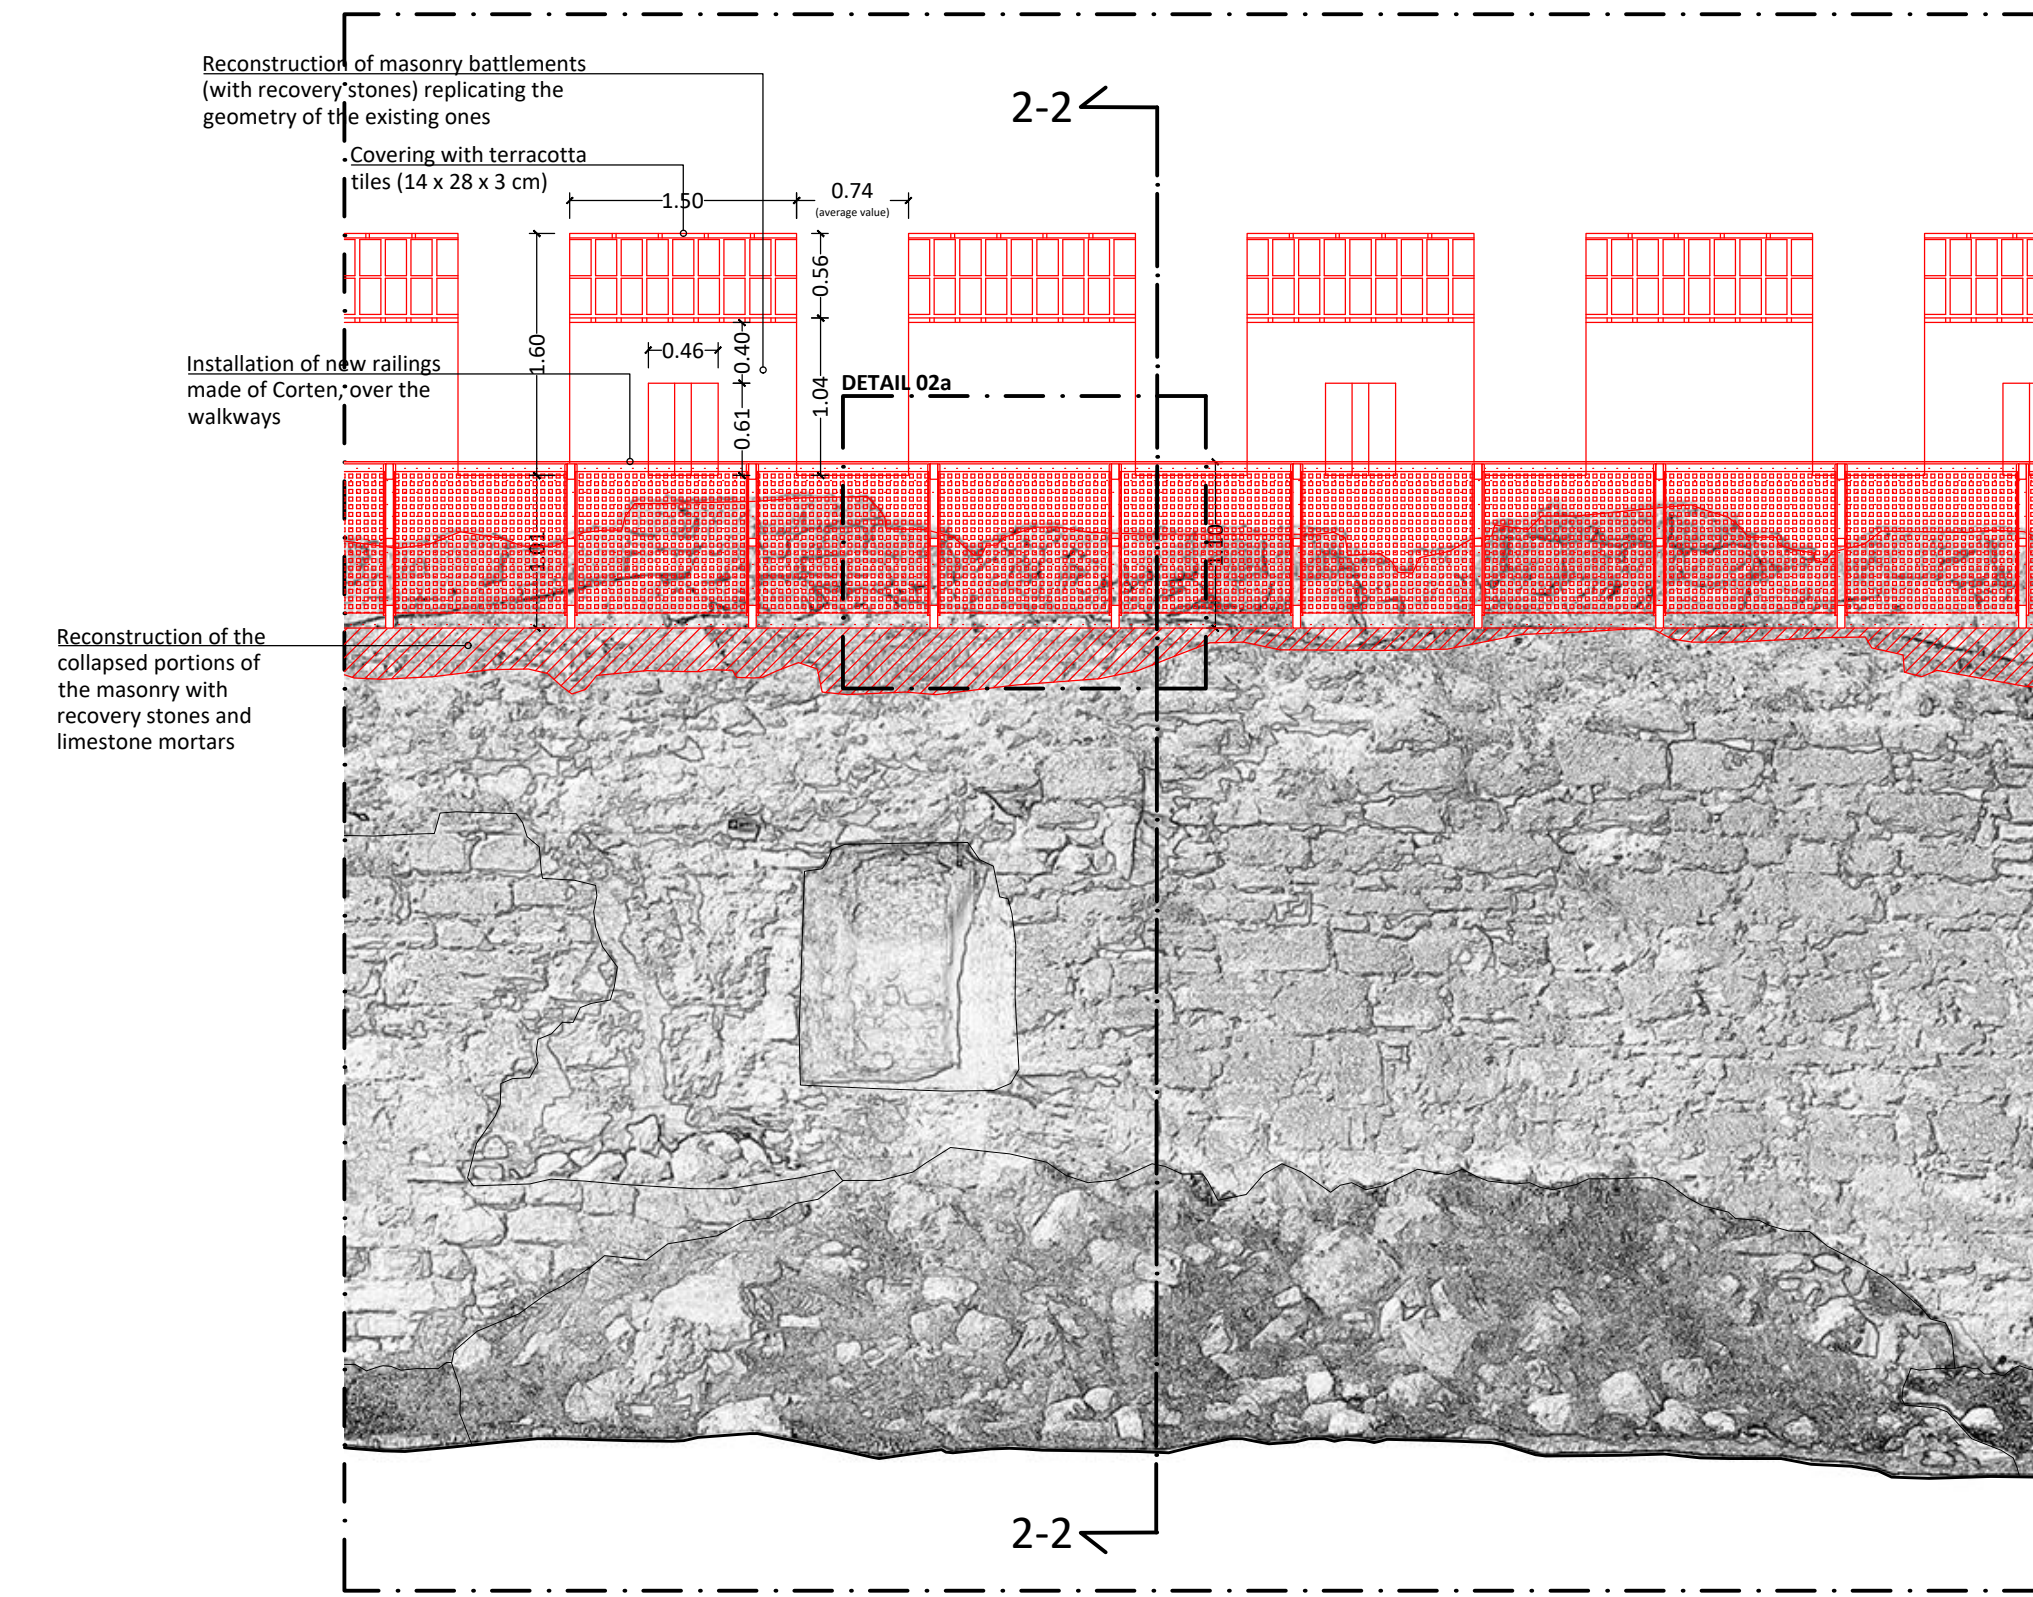 Reconstruction of masonry battlements
(with recovery stones) replicating the
geometry of the existing ones
2-2
Covering with terracotta
tiles (14 x 28 x 3 cm)
1.50
0.74
(average value)
0.56
1.60
0.40
0.46
Installation of new railings
made of Corten, over the
walkways
1.04
DETAIL 02a
0.61
1.01
1.10
Reconstruction of the
collapsed portions of
the masonry with
recovery stones and
limestone mortars
2-2